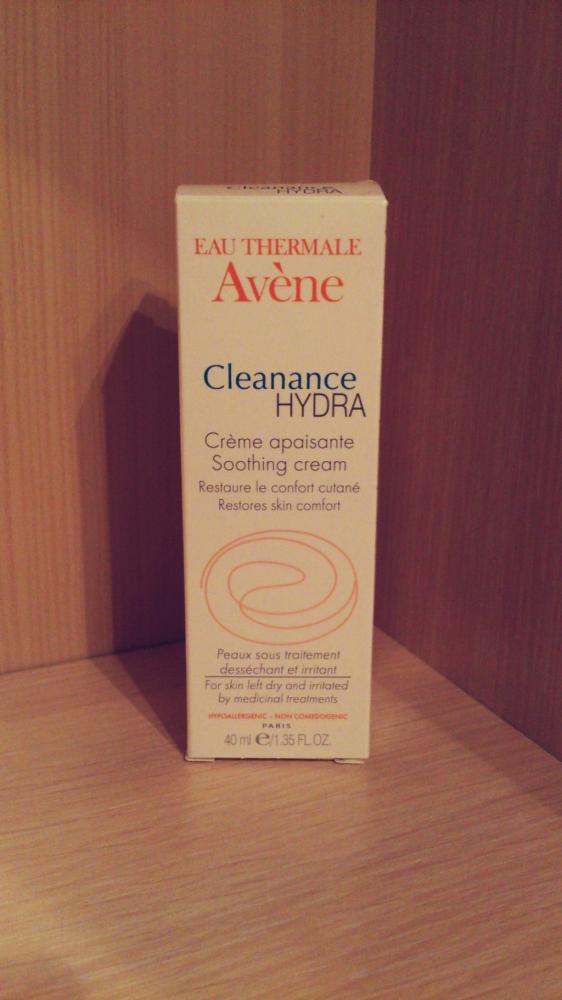 Cleanance
HYDRA
EAU THERMALE
Avène
Cleanance
HYDRA
Crème apaisante
Soothing cream
Restaure le confort cutané
Restores skin comfort
Peaux sous traitement
desséchant et irritant
For skin left dry and irritated
by medicinal treatments
HYPOALLERGENIC - NON COMEDOGENIC
PARIS
40 ml e/1.35 FL.OZ.